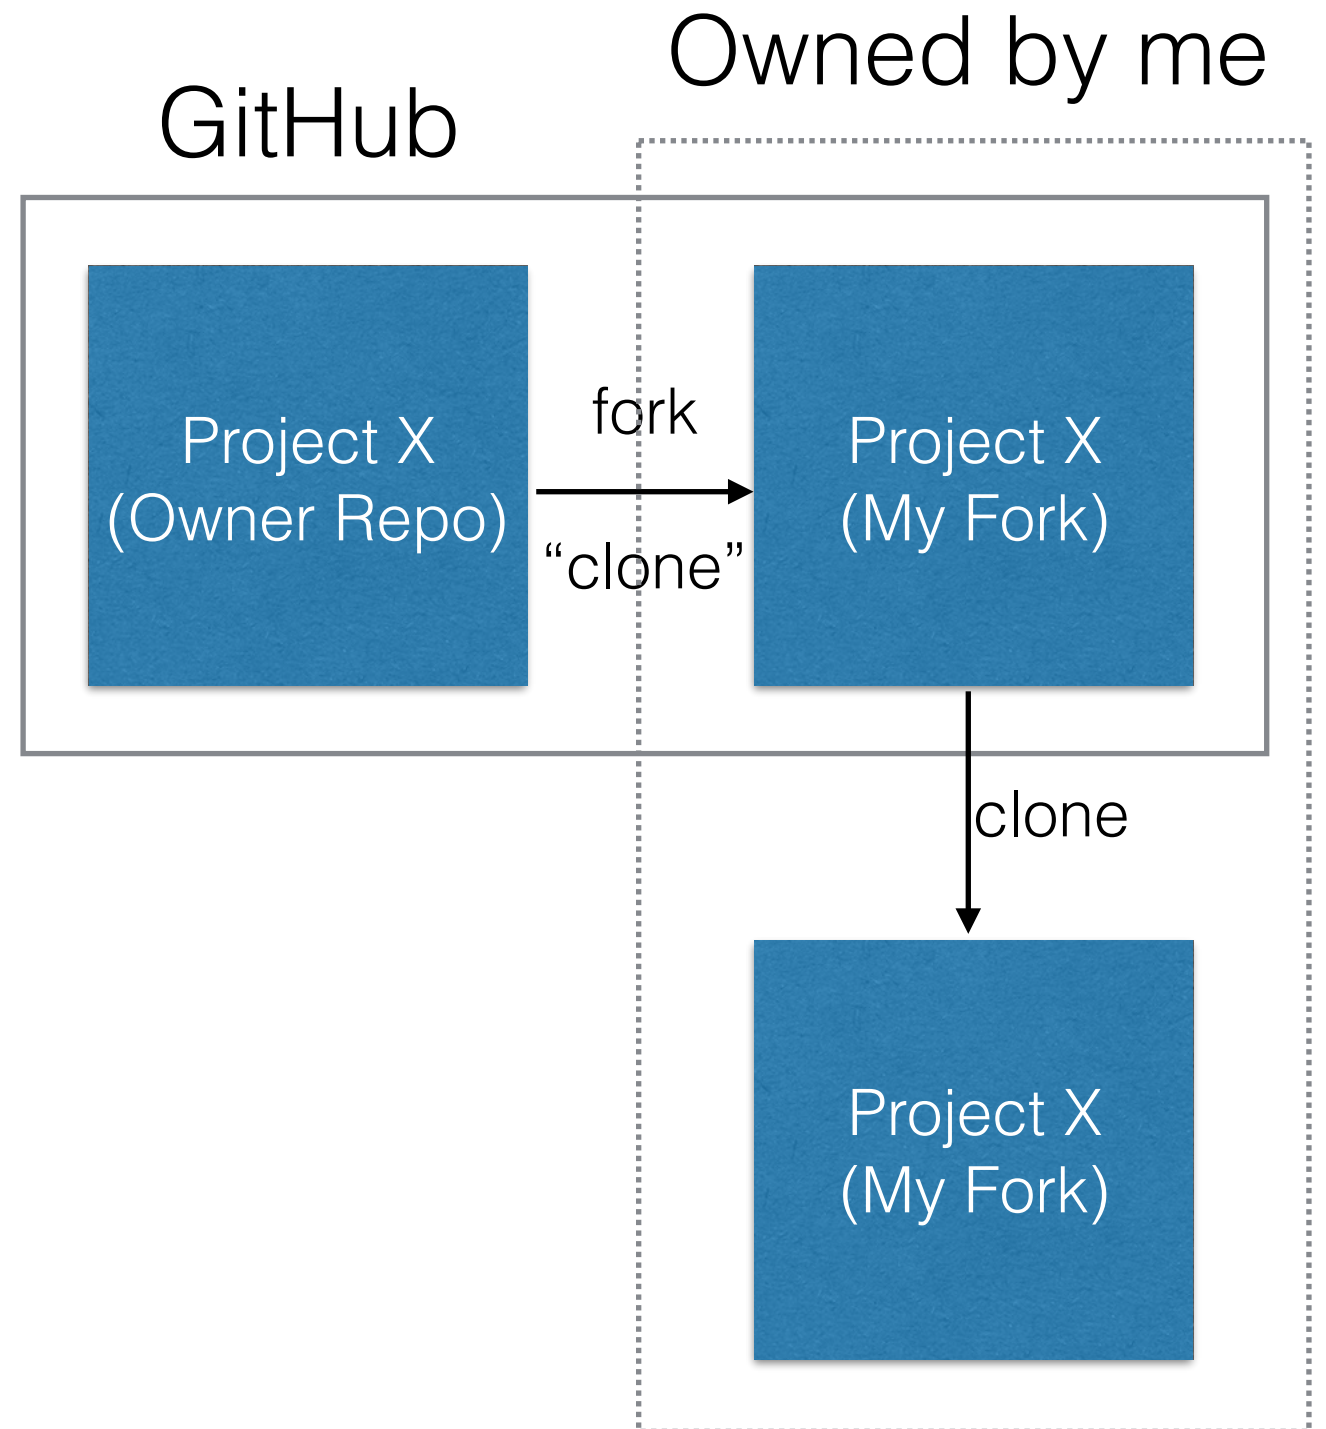 Owned by me
GitHub
Project X
(Owner Repo)
fork
“clone”
Project X
(My Fork)
clone
Project X
(My Fork)